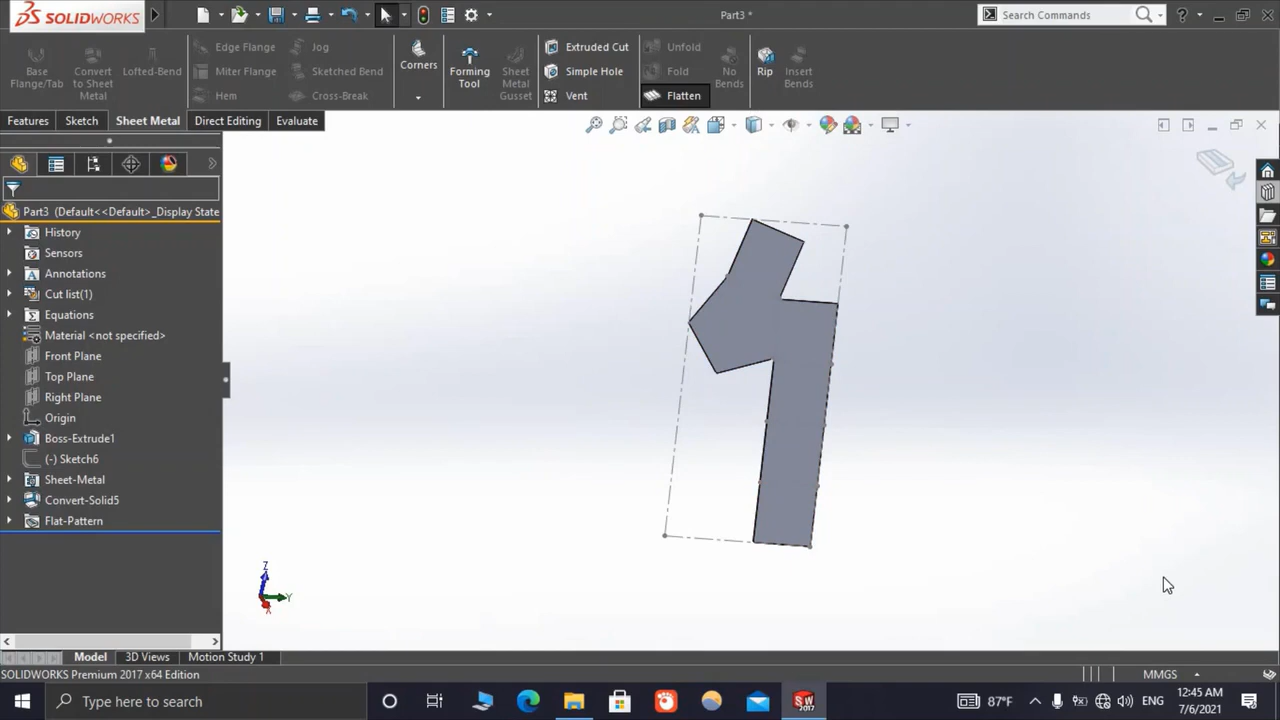 SOLIDWORKS
Part3 *
Search Commands
?
Base Flange/Tab
Convert to Sheet Metal
Lofted-Bend
Edge Flange
Miter Flange
Hem
Jog
Sketched Bend
Cross-Break
Corners
Forming Tool
Sheet Metal Gusset
Extruded Cut
Simple Hole
Vent
Unfold
Fold
Flatten
No Bends
Rip
Insert Bends
Features Sketch Sheet Metal Direct Editing Evaluate
Part3 (Default<<Default>_Display State
History
Sensors
Annotations
Cut list(1)
Equations
Material <not specified>
Front Plane
Top Plane
Right Plane
Origin
Boss-Extrude1
(-) Sketch6
Sheet-Metal
Convert-Solid5
Flat-Pattern
Z
Y
X
Model 3D Views Motion Study 1
SOLIDWORKS Premium 2017 x64 Edition
MMGS
Type here to search
SW
2017
87°F
ENG
12:45 AM
7/6/2021